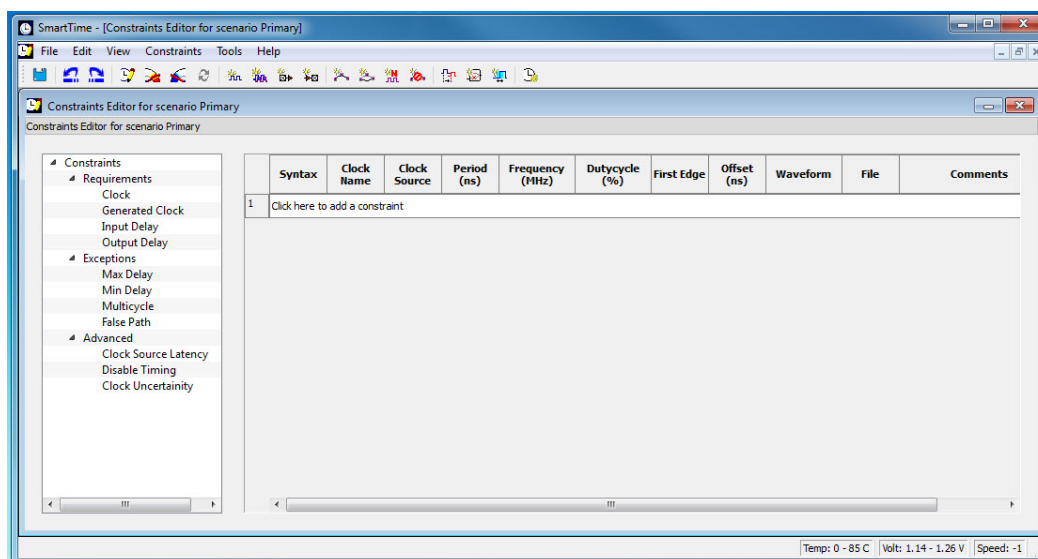 SmartTime - [Constraints Editor for scenario Primary]
File Edit View Constraints Tools Help
Constraints Editor for scenario Primary
Constraints Editor for scenario Primary
Constraints
Requirements
Clock
Generated Clock
Input Delay
Output Delay
Exceptions
Max Delay
Min Delay
Multicycle
False Path
Advanced
Clock Source Latency
Disable Timing
Clock Uncertainity
Syntax Clock Name Clock Source Period (ns) Frequency (MHz) Dutycycle (%) First Edge Offset (ns) Waveform File Comments
1 Click here to add a constraint
Temp: 0 - 85 C Volt: 1.14 - 1.26 V Speed: -1